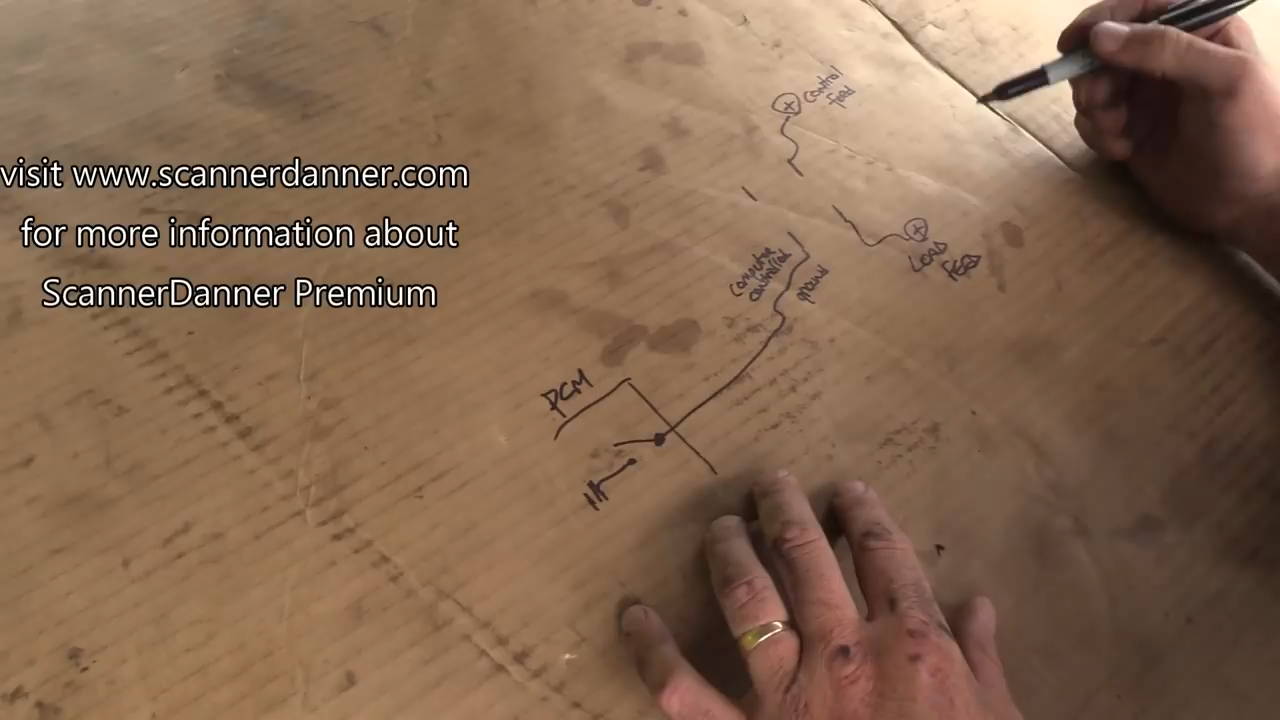 visit www.scannerdanner.com
for more information about
ScannerDanner Premium
+ control
feed
+
LOAD
FEED
computer
controlled
ground
PCM